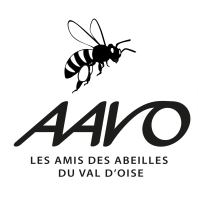 AAVO
LES AMIS DES ABEILLES
DU VAL D'OISE